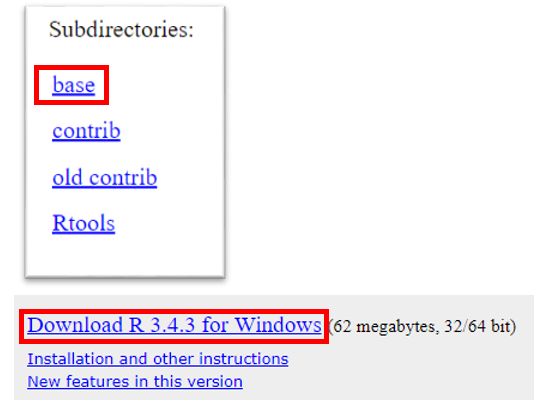 Subdirectories:
base
contrib
old contrib
Rtools
Download R 3.4.3 for Windows (62 megabytes, 32/64 bit)
Installation and other instructions
New features in this version